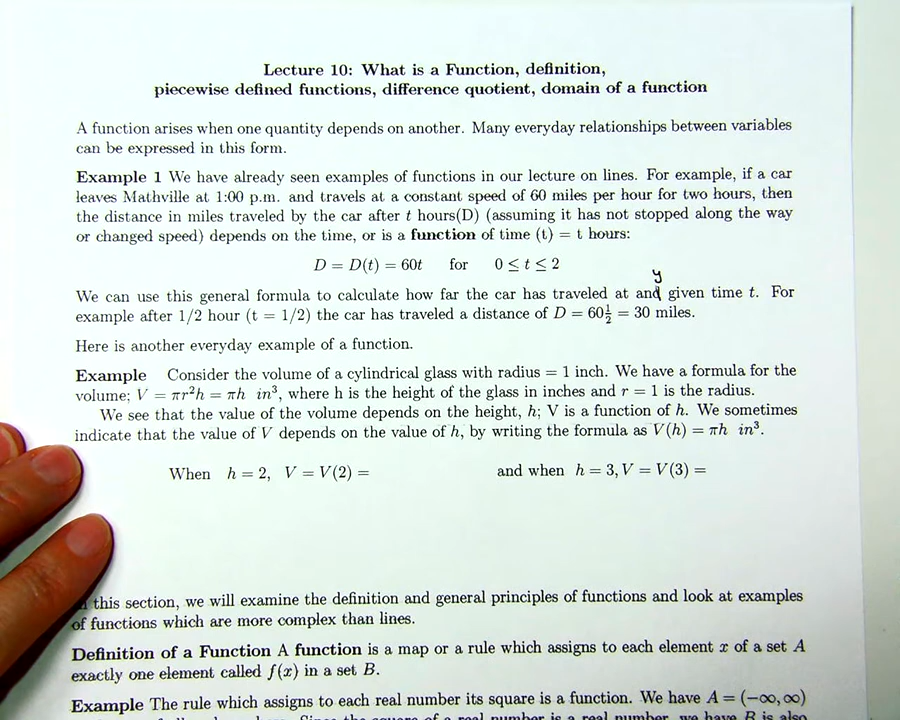 Lecture 10: What is a Function, definition,
piecewise defined functions, difference quotient, domain of a function
A function arises when one quantity depends on another. Many everyday relationships between variables
can be expressed in this form.
Example 1 We have already seen examples of functions in our lecture on lines. For example, if a car
leaves Mathville at 1:00 p.m. and travels at a constant speed of 60 miles per hour for two hours, then
the distance in miles traveled by the car after t hours(D) (assuming it has not stopped along the way
or changed speed) depends on the time, or is a function of time (t) = t hours:
D = D(t) = 60t for 0 ≤ t ≤ 2
y
We can use this general formula to calculate how far the car has traveled at and given time t. For
example after 1/2 hour (t = 1/2) the car has traveled a distance of D = 60½ = 30 miles.
Here is another everyday example of a function.
Example Consider the volume of a cylindrical glass with radius = 1 inch. We have a formula for the
volume; V = πr²h = πh in³, where h is the height of the glass in inches and r = 1 is the radius.
We see that the value of the volume depends on the height, h; V is a function of h. We sometimes
indicate that the value of V depends on the value of h, by writing the formula as V(h) = πh in³.
When h = 2, V = V(2) = and when h = 3, V = V(3) =
this section, we will examine the definition and general principles of functions and look at examples
of functions which are more complex than lines.
Definition of a Function A function is a map or a rule which assigns to each element x of a set A
exactly one element called f(x) in a set B.
Example The rule which assigns to each real number its square is a function. We have A = (−∞, ∞)
real number is a real number, we have B is also